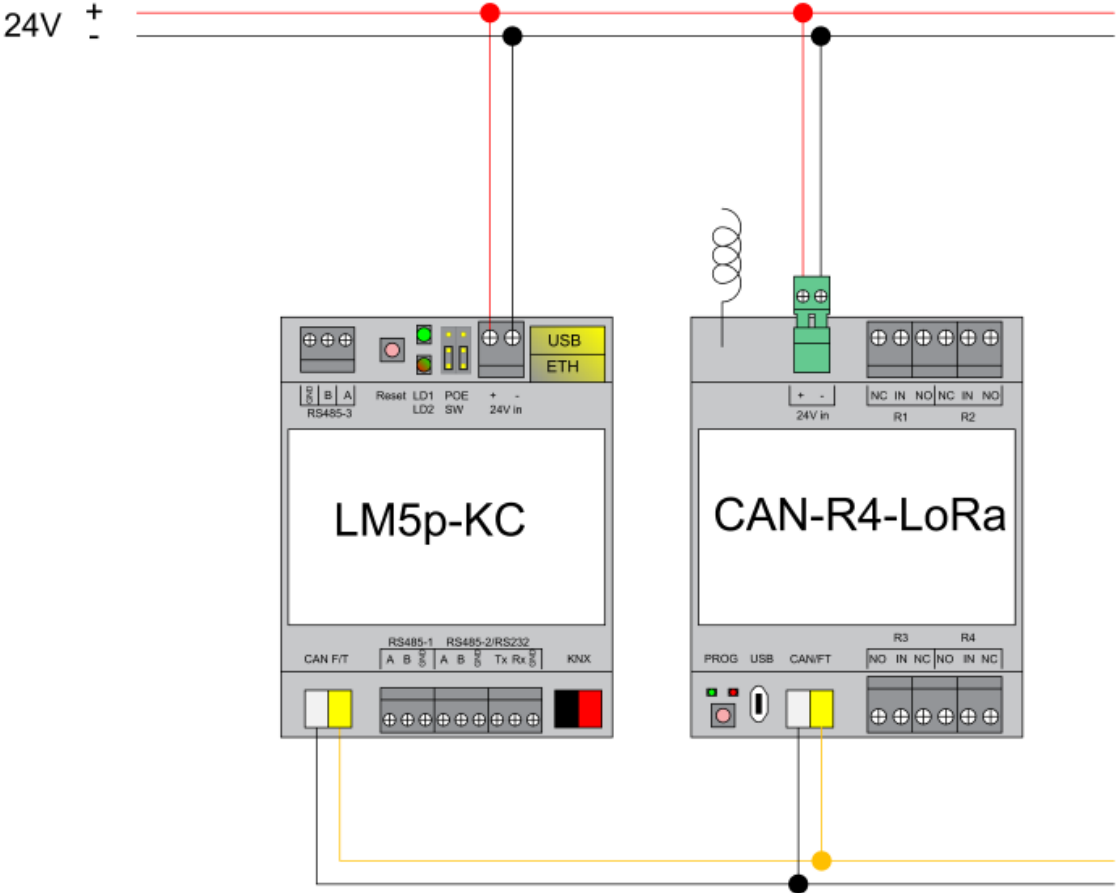 24V + -
USB
ETH
GND B A
RS485-3
Reset LD1 POE + -
LD2 SW 24V in
LM5p-KC
RS485-1 RS485-2/RS232
CAN F/T A B GND A B GND Tx Rx GND KNX
+ - NC IN NO NC IN NO
24V in R1 R2
CAN-R4-LoRa
R3 R4
PROG USB CAN/FT NO IN NC NO IN NC